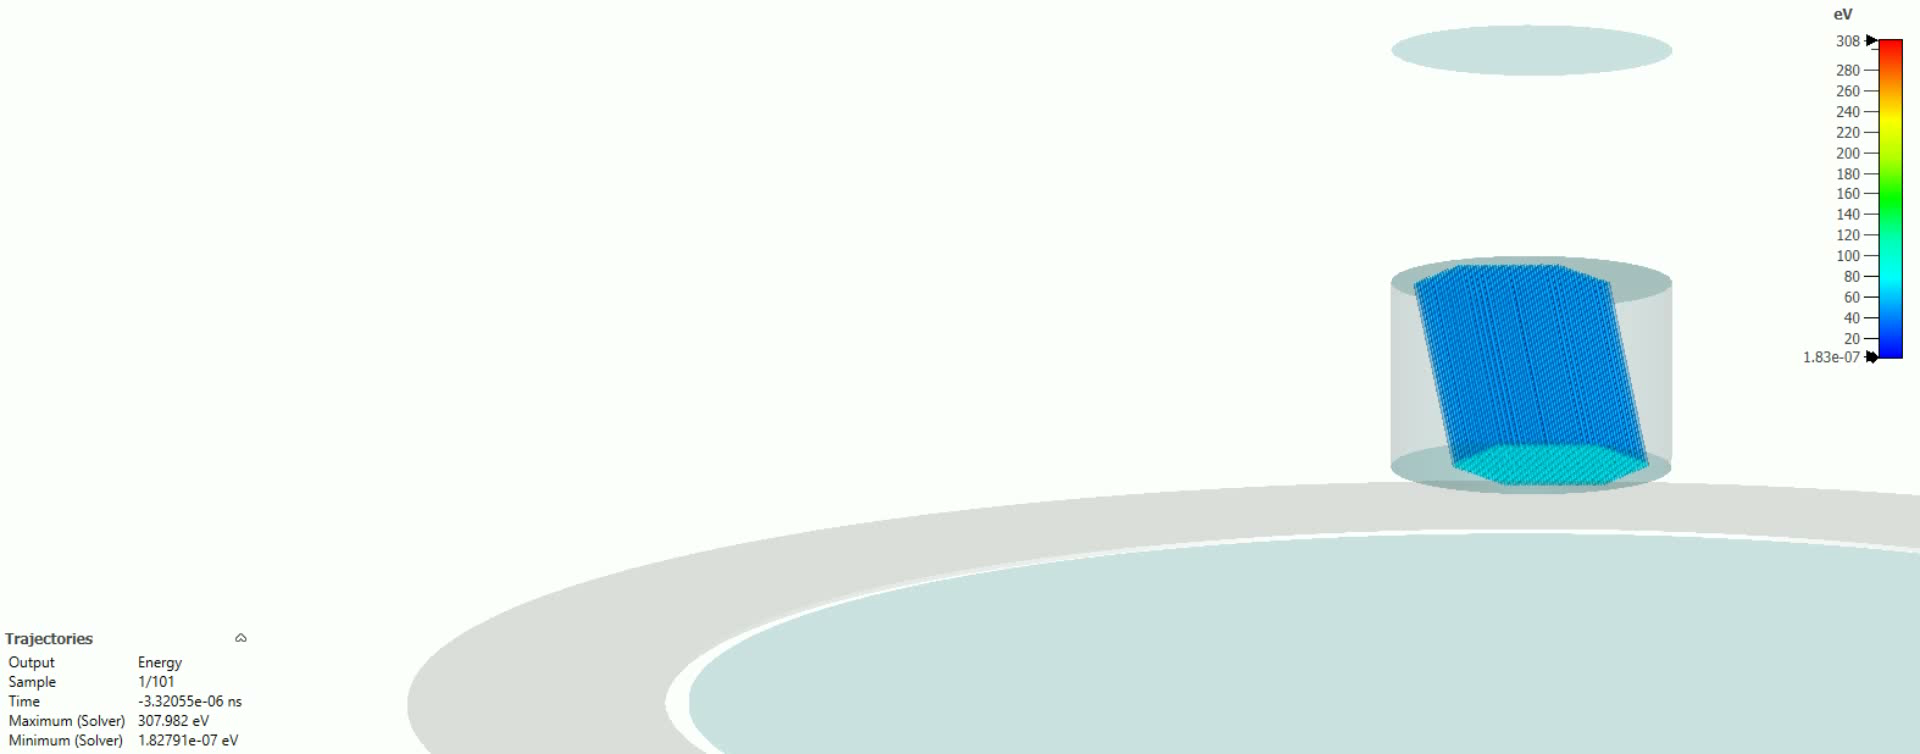 eV
308
280
260
240
220
200
180
160
140
120
100
80
60
40
20
1.83e-07
Trajectories
Output Energy
Sample 1/101
Time -3.32055e-06 ns
Maximum (Solver) 307.982 eV
Minimum (Solver) 1.82791e-07 eV